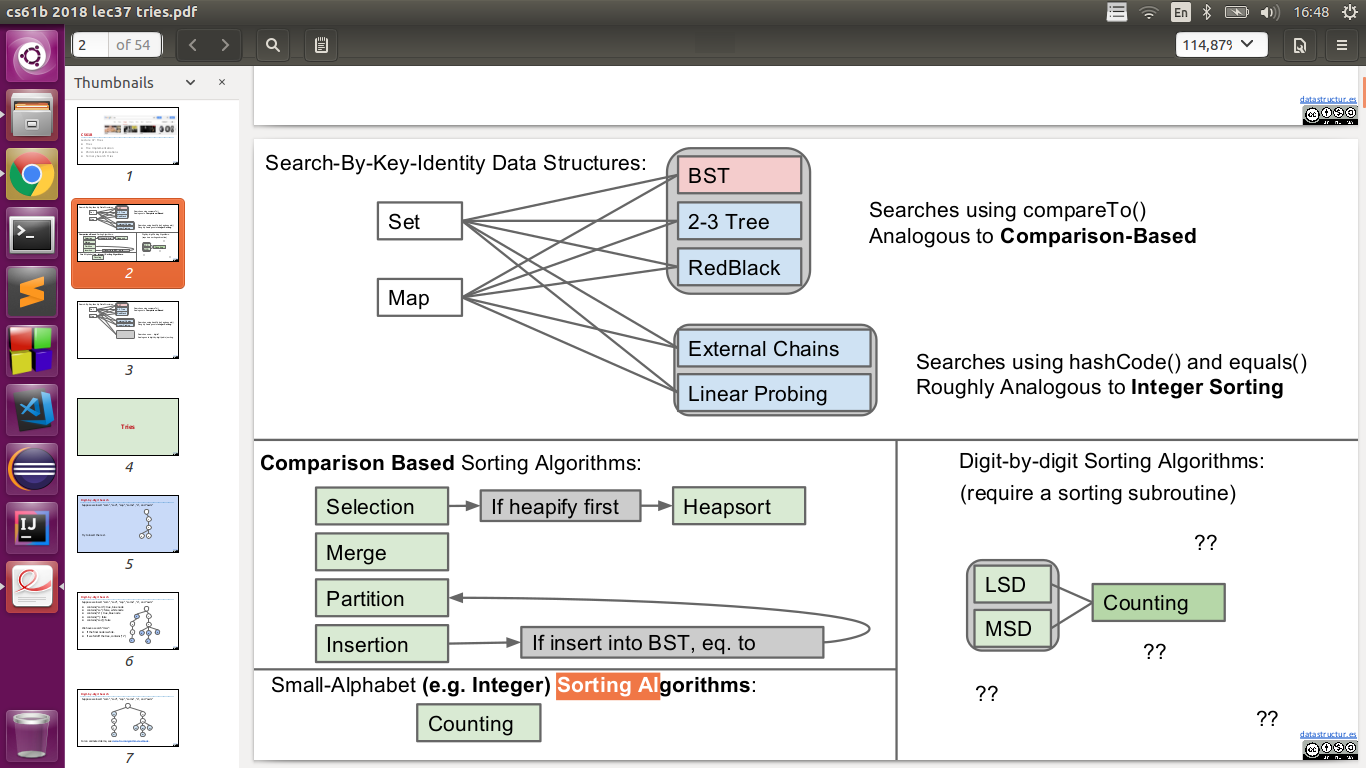 cs61b 2018 lec37 tries.pdf
En
16:48
2 of 54
114,87%
Thumbnails
1
2
3
4
5
6
7
Tries
datastructur.es
Search-By-Key-Identity Data Structures:
Set
Map
BST
2-3 Tree
RedBlack
Searches using compareTo()
Analogous to Comparison-Based
External Chains
Linear Probing
Searches using hashCode() and equals()
Roughly Analogous to Integer Sorting
Comparison Based Sorting Algorithms:
Selection
If heapify first
Heapsort
Merge
Partition
Insertion
If insert into BST, eq. to
Small-Alphabet (e.g. Integer) Sorting Algorithms:
Counting
Digit-by-digit Sorting Algorithms:
(require a sorting subroutine)
??
LSD
MSD
Counting
??
??
??
datastructur.es